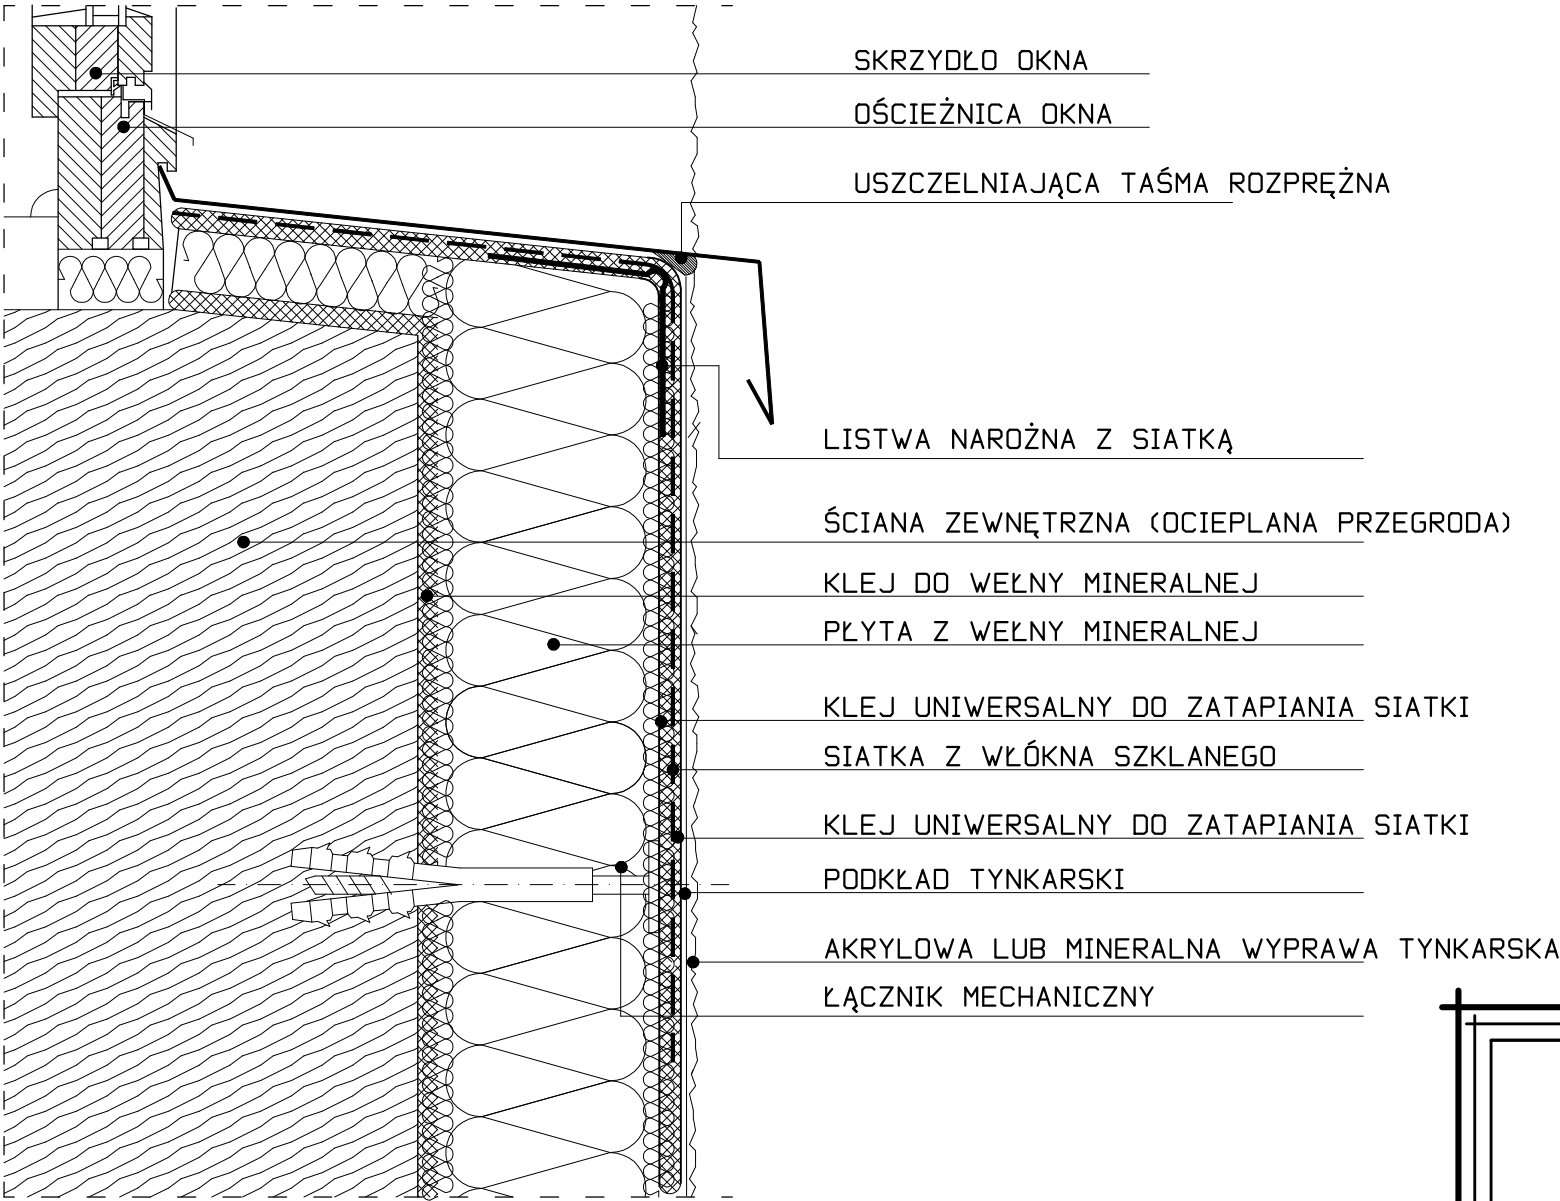 SKRZYDŁO OKNA
OŚCIEŻNICA OKNA
USZCZELNIAJĄCA TAŚMA ROZPRĘŻNA
LISTWA NAROŻNA Z SIATKĄ
ŚCIANA ZEWNĘTRZNA (OCIEPLANA PRZEGRODA)
KLEJ DO WEŁNY MINERALNEJ
PŁYTA Z WEŁNY MINERALNEJ
KLEJ UNIWERSALNY DO ZATAPIANIA SIATKI
SIATKA Z WŁÓKNA SZKLANEGO
KLEJ UNIWERSALNY DO ZATAPIANIA SIATKI
PODKŁAD TYNKARSKI
AKRYLOWA LUB MINERALNA WYPRAWA TYNKARSKA
ŁĄCZNIK MECHANICZNY